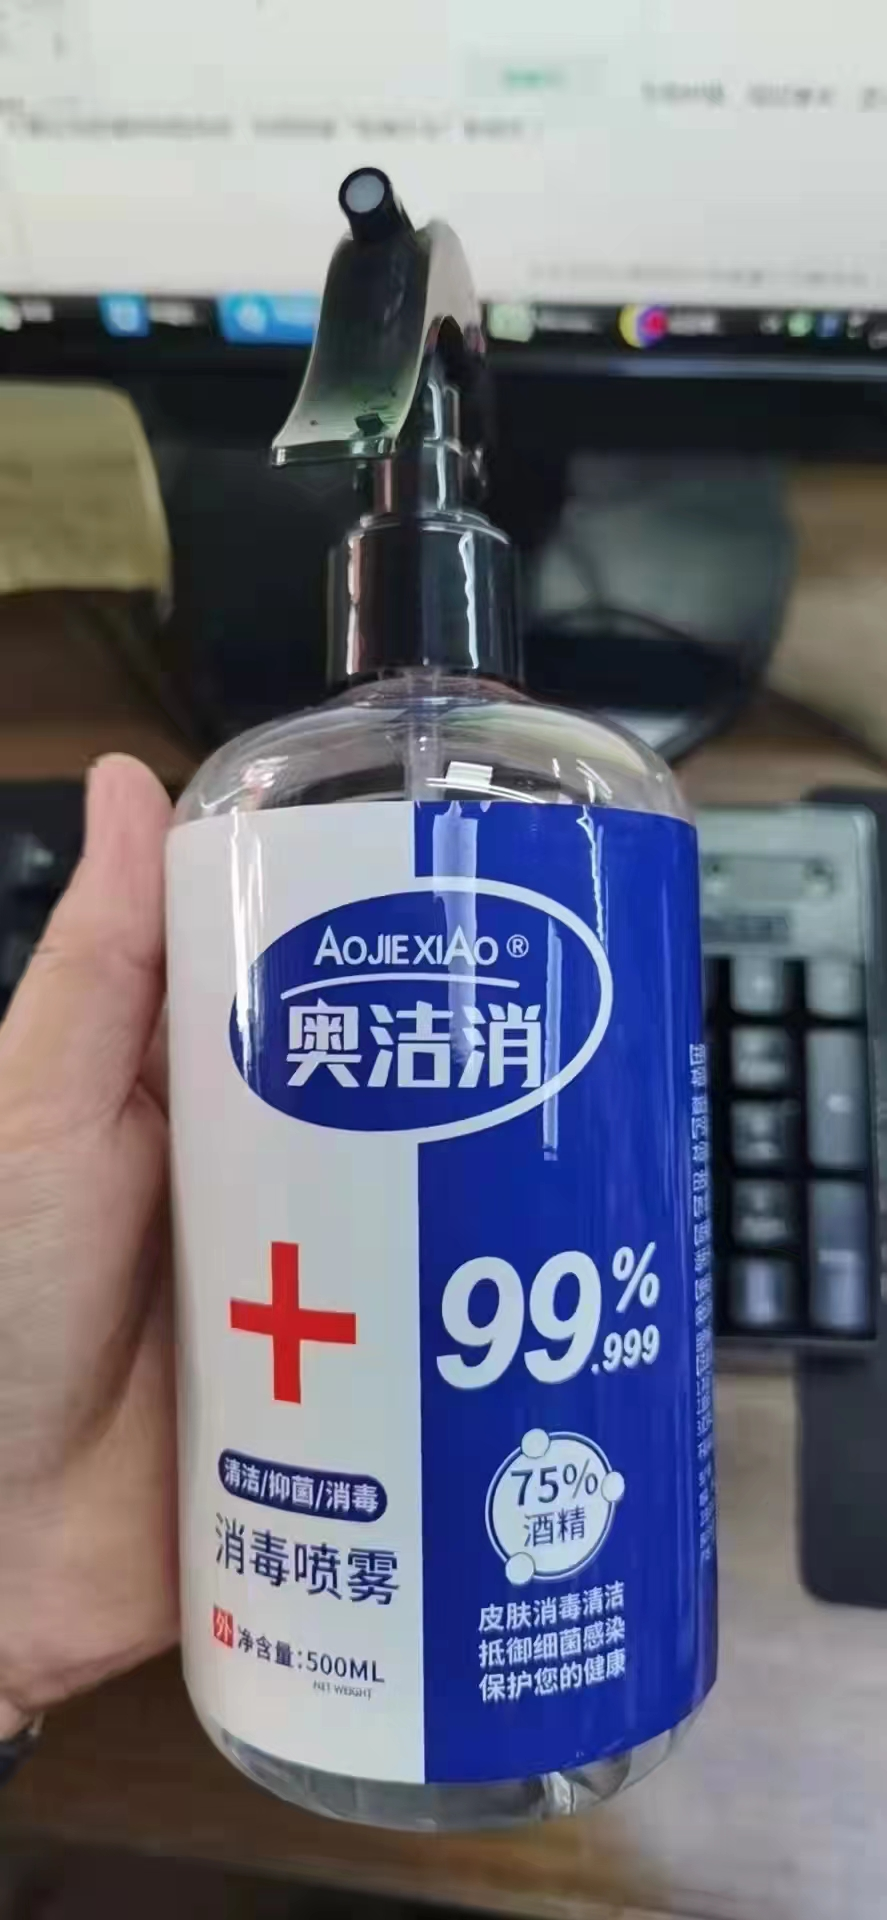 AOJIEXIAO®
奥洁消
99.999%
清洁/抑菌/消毒
消毒喷雾
外 净含量:500ML
NET WEIGHT
75%
酒精
皮肤消毒清洁
抵御细菌感染
保护您的健康